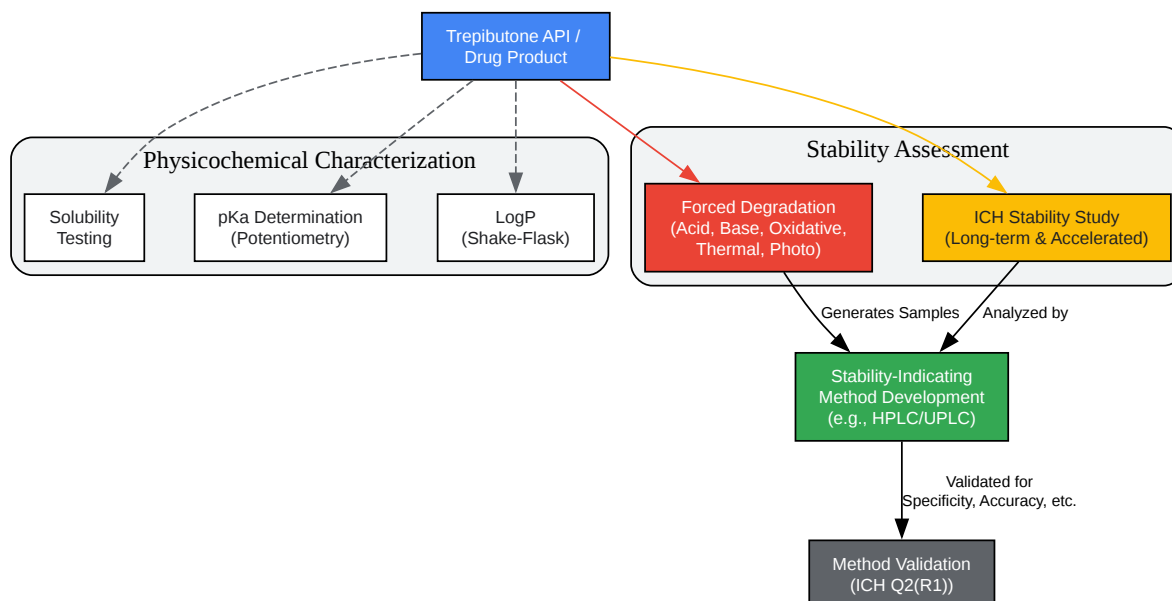 Trepibutone API /
Drug Product
Physicochemical Characterization
Stability Assessment
Solubility
Testing
pKa Determination
(Potentiometry)
LogP
(Shake-Flask)
Forced Degradation
(Acid, Base, Oxidative,
Thermal, Photo)
ICH Stability Study
(Long-term & Accelerated)
Generates Samples
Analyzed by
Stability-Indicating
Method Development
(e.g., HPLC/UPLC)
Validated for
Specificity, Accuracy, etc.
Method Validation
(ICH Q2(R1))